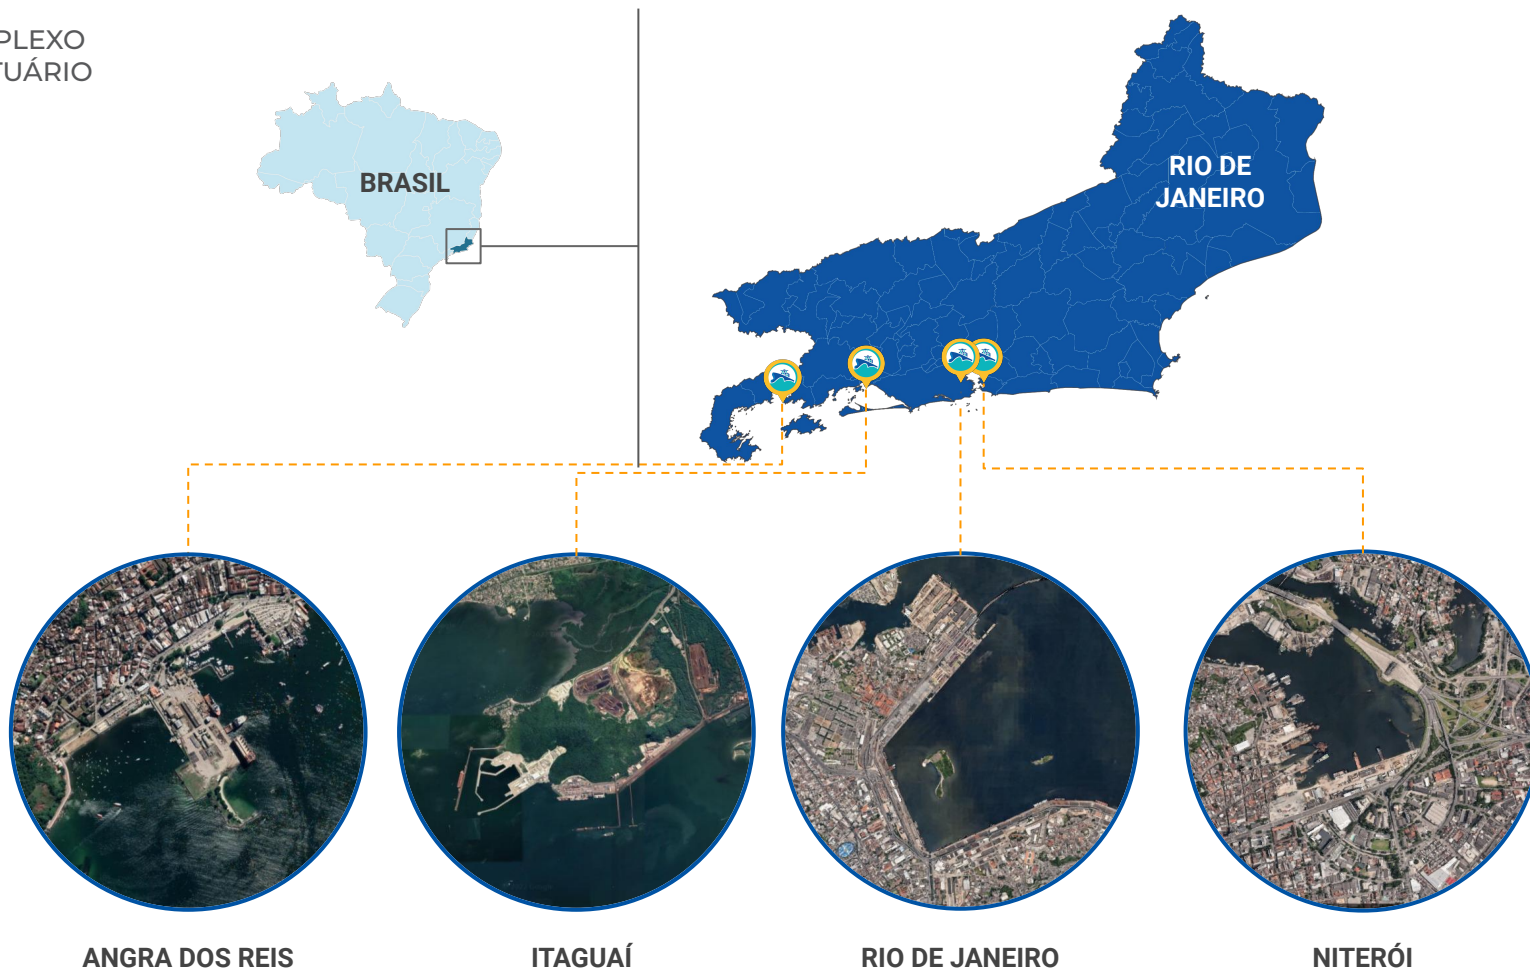 PLEXO
TUÁRIO
BRASIL
RIO DE
JANEIRO
ANGRA DOS REIS
ITAGUAÍ
RIO DE JANEIRO
NITERÓI